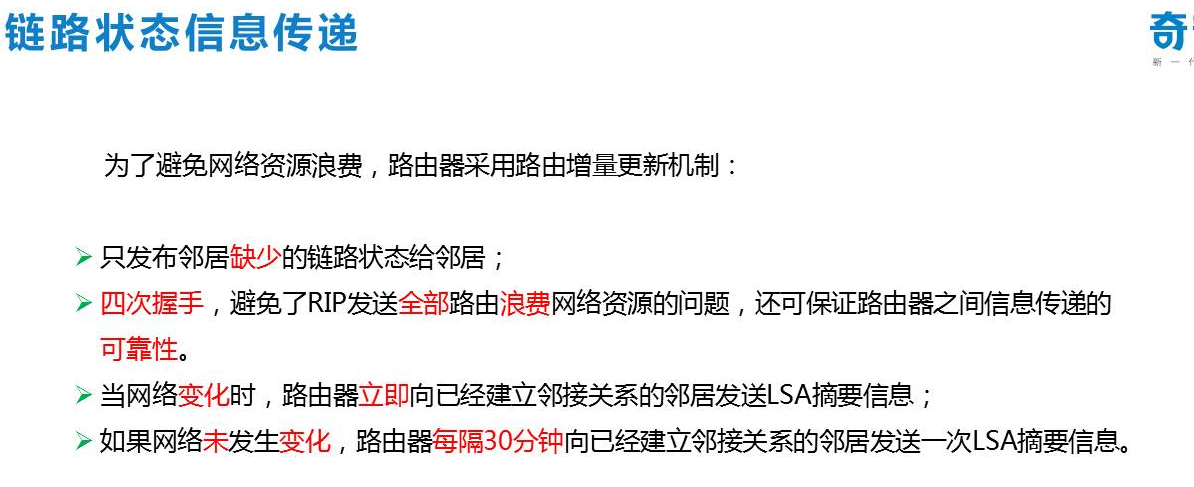 链路状态信息传递
奇
新 一
为了避免网络资源浪费，路由器采用路由增量更新机制：
只发布邻居缺少的链路状态给邻居；
四次握手，避免了RIP发送全部路由浪费网络资源的问题，还可保证路由器之间信息传递的
可靠性。
当网络变化时，路由器立即向已经建立邻接关系的邻居发送LSA摘要信息；
如果网络未发生变化，路由器每隔30分钟向已经建立邻接关系的邻居发送一次LSA摘要信息。